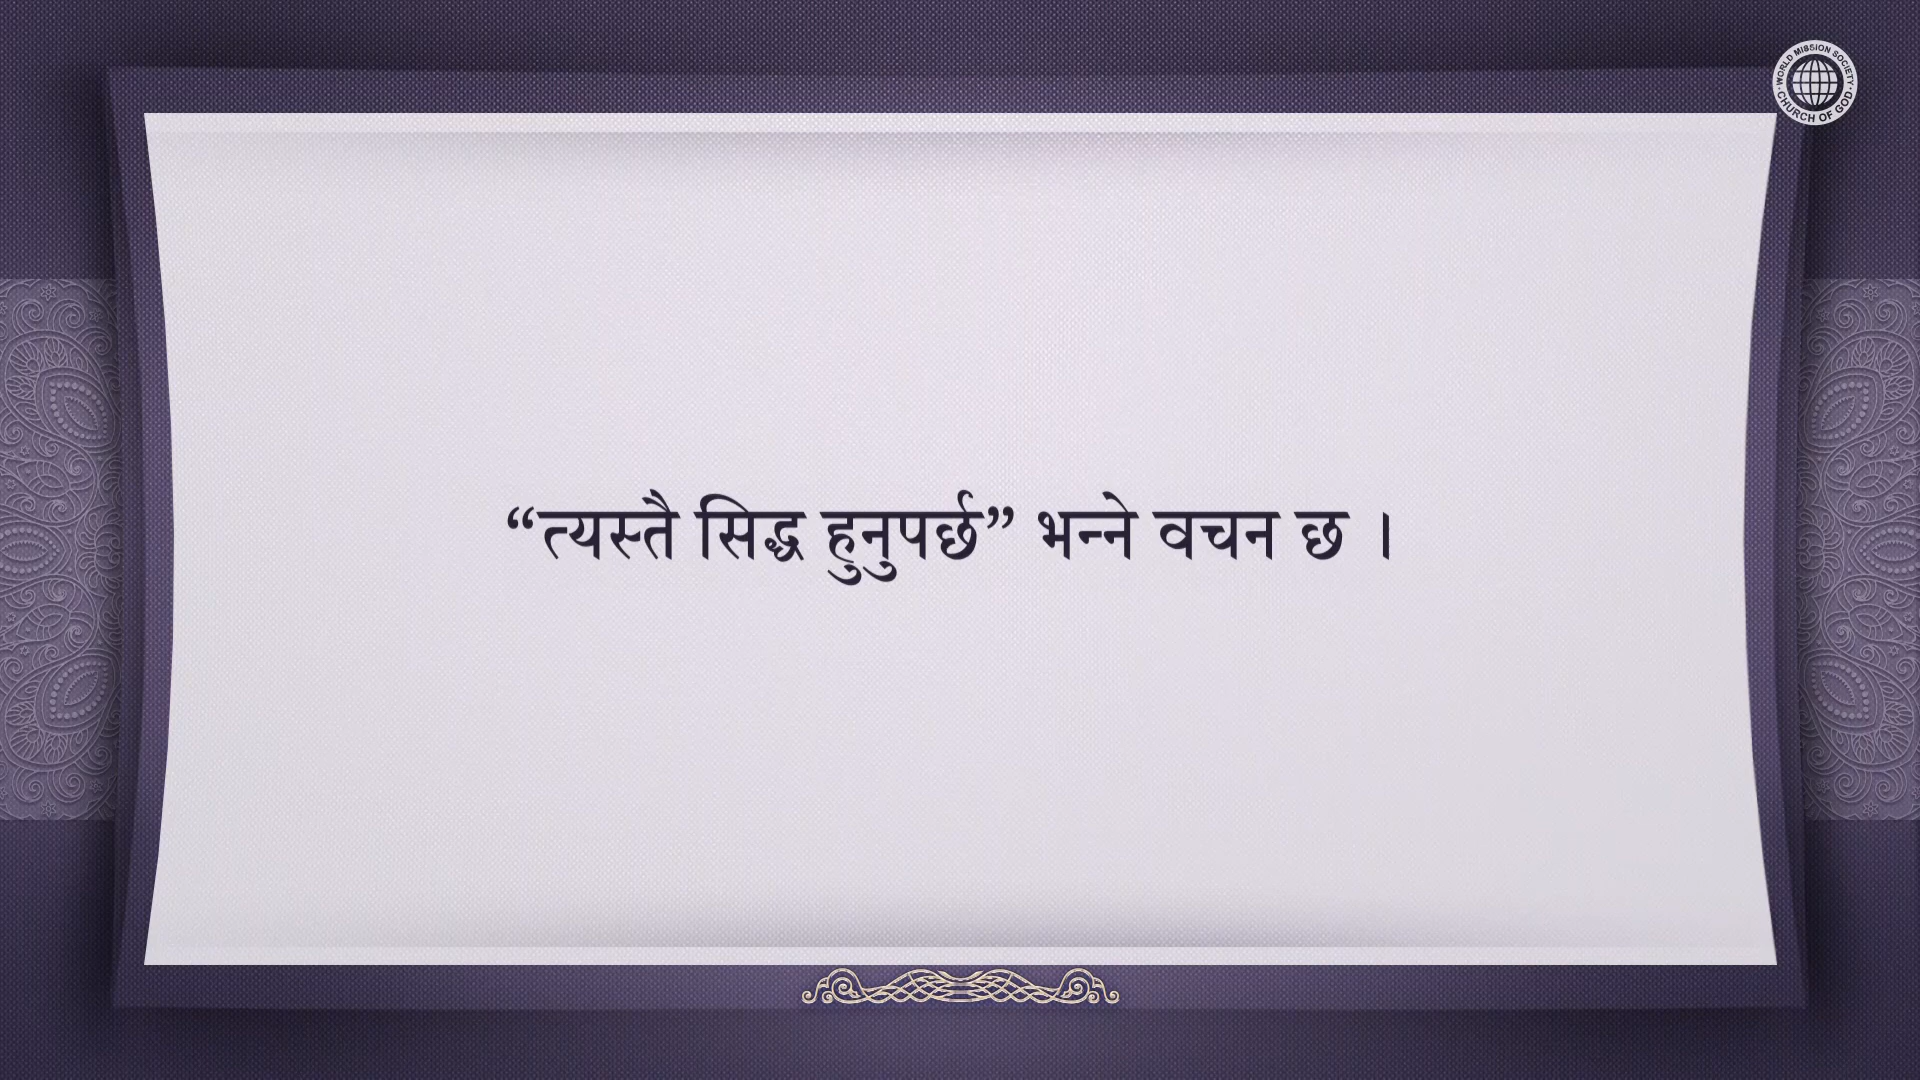 WORLD MISSION SOCIETY
CHURCH OF GOD
“त्यस्तै सिद्ध हुनुपर्छ” भन्ने वचन छ ।